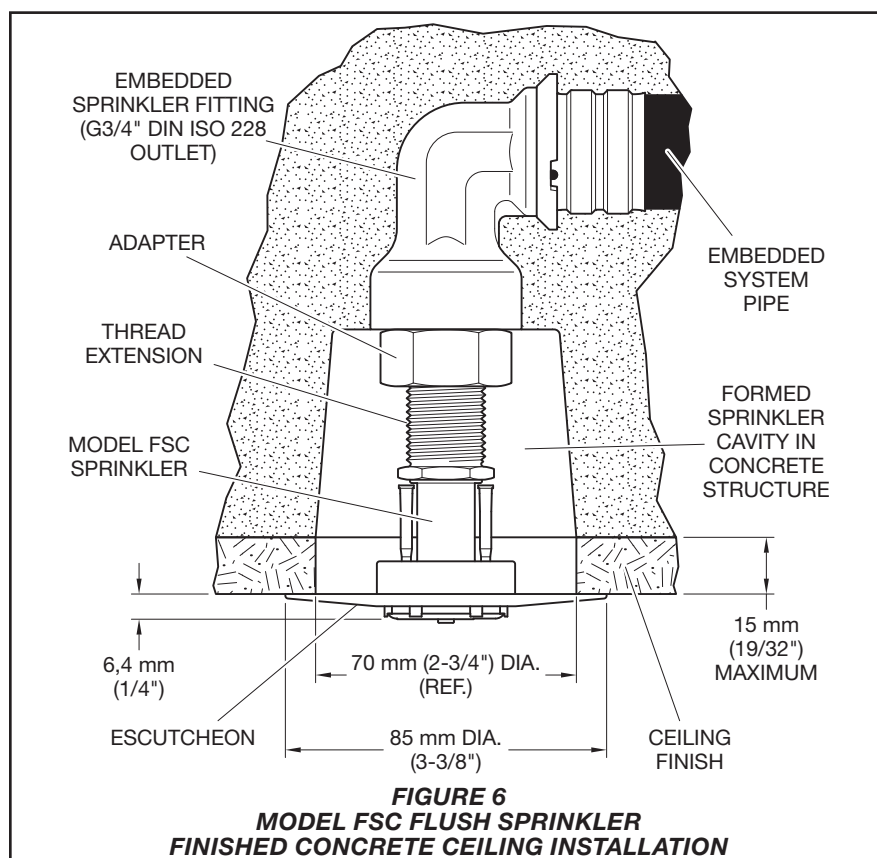 EMBEDDED
SPRINKLER FITTING
(G3/4" DIN ISO 228
OUTLET)
ADAPTER
THREAD
EXTENSION
MODEL FSC
SPRINKLER
EMBEDDED
SYSTEM
PIPE
FORMED
SPRINKLER
CAVITY IN
CONCRETE
STRUCTURE
6,4 mm
(1/4")
70 mm (2-3/4") DIA.
(REF.)
15 mm
(19/32")
MAXIMUM
ESCUTCHEON
85 mm DIA.
(3-3/8")
CEILING
FINISH
FIGURE 6
MODEL FSC FLUSH SPRINKLER
FINISHED CONCRETE CEILING INSTALLATION